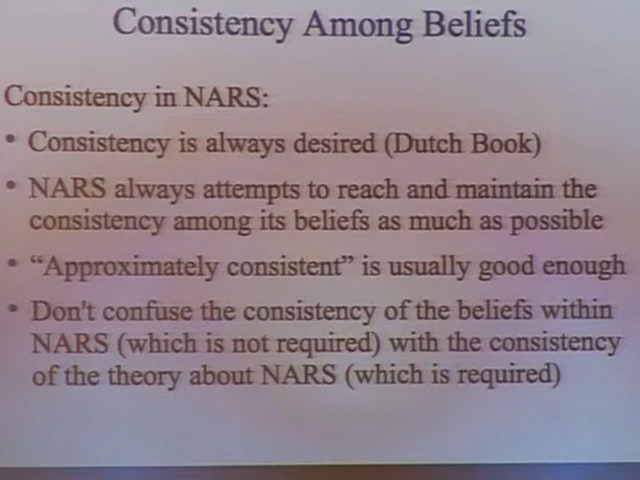 Consistency Among Beliefs
Consistency in NARS:
• Consistency is always desired (Dutch Book)
• NARS always attempts to reach and maintain the
consistency among its beliefs as much as possible
• “Approximately consistent” is usually good enough
• Don't confuse the consistency of the beliefs within
NARS (which is not required) with the consistency
of the theory about NARS (which is required)